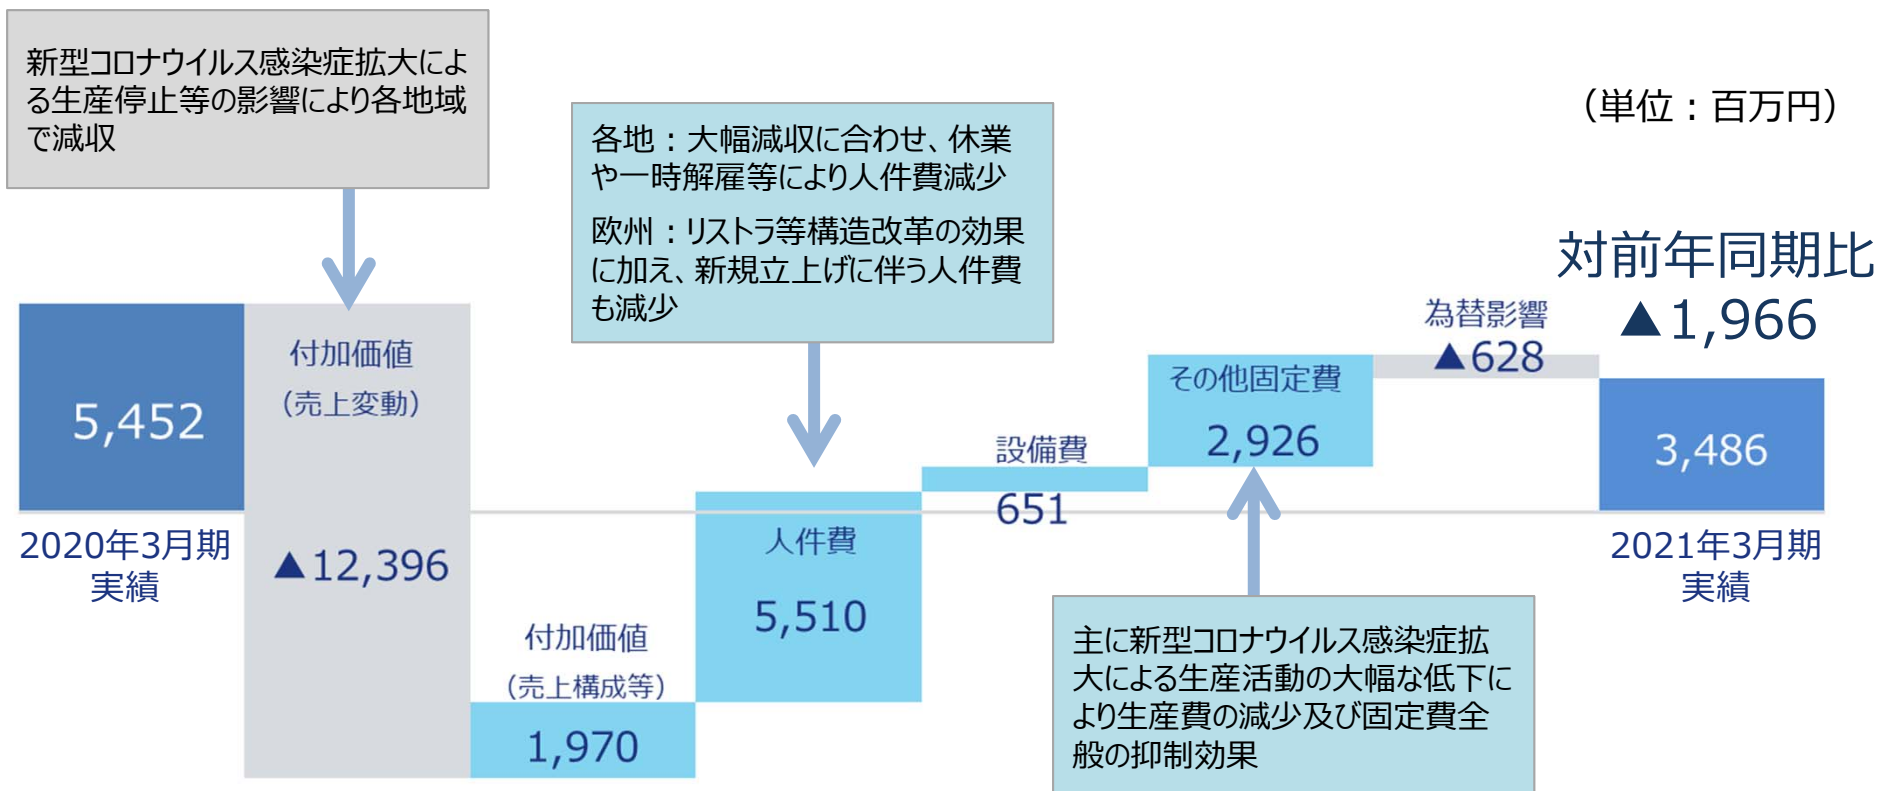 新型コロナウイルス感染症拡大によ
る生産停止等の影響により各地域
で減収
(単位：百万円)
各地：大幅減収に合わせ、休業
や一時解雇等により人件費減少
欧州：リストラ等構造改革の効果
に加え、新規立上げに伴う人件費
も減少
対前年同期比
▲1,966
5,452
2020年3月期
実績
付加価値
(売上変動)
▲12,396
付加価値
(売上構成等)
1,970
人件費
5,510
設備費
651
その他固定費
2,926
為替影響
▲628
3,486
2021年3月期
実績
主に新型コロナウイルス感染症拡
大による生産活動の大幅な低下に
より生産費の減少及び固定費全
般の抑制効果